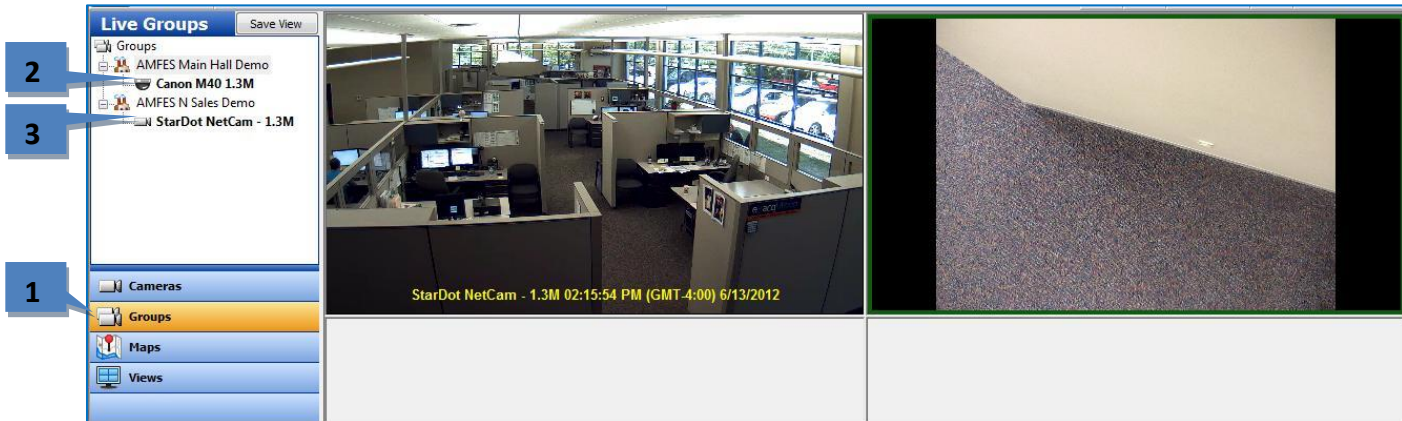 Live Groups
Save View
Groups
2
AMFES Main Hall Demo
Canon M40 1.3M
AMFES N Sales Demo
3
StarDot NetCam - 1.3M
1
Cameras
Groups
Maps
Views
StarDot NetCam - 1.3M 02:15:54 PM (GMT-4:00) 6/13/2012